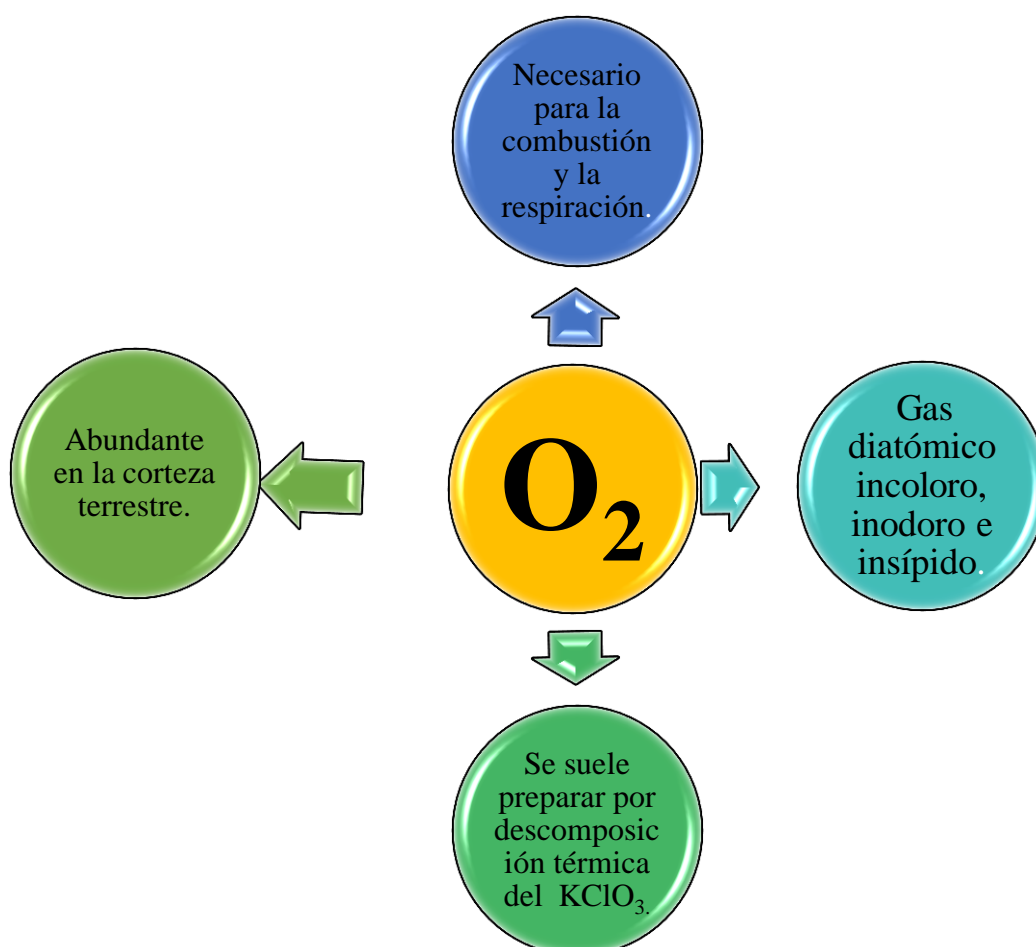 Necesario
para la
combustión
y la
respiración.
Abundante
en la corteza
terrestre.
O₂
Gas
diatómico
incoloro,
inodoro e
insípido.
Se suele
preparar por
descomposic
ión térmica
del KClO₃.